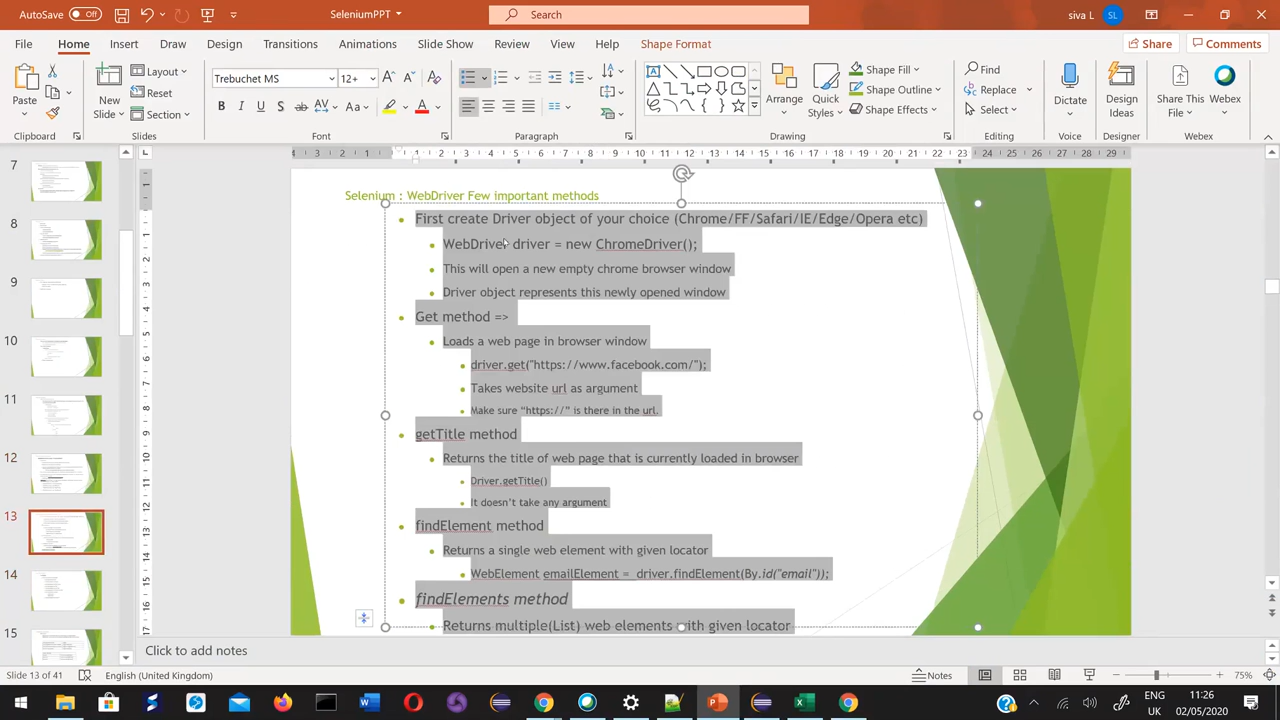 AutoSave Off SeleniumPPT Search siva L SL
File Home Insert Draw Design Transitions Animations Slide Show Review View Help Shape Format Share Comments
Paste New Slide Layout Reset Section Trebuchet MS 12+ Arrange Quick Styles Shape Fill Shape Outline Shape Effects Find Replace Select Dictate Design Ideas Share This File Webex
Clipboard Slides Font Paragraph Drawing Editing Voice Designer Webex
Selenium : WebDriver Few important methods
First create Driver object of your choice (Chrome/FF/Safari/IE/Edge/Opera etc)
WebDriver driver = new ChromeDriver();
This will open a new empty chrome browser window
Driver object represents this newly opened window
Get method =>
Loads a web page in browser window
driver.get("https://www.facebook.com/");
Takes website url as argument
Make sure “https://” is there in the url.
getTitle method
Returns the title of web page that is currently loaded in browser
Driver.getTitle()
It doesn’t take any argument
findElement method
Returns a single web element with given locator
WebElement emailElement = driver.findElement(By.id("email"));
findElements method
Returns multiple(List) web elements with given locator
7
8
9
10
11
12
13
14
15
Click to add notes
Slide 13 of 41 English (United Kingdom) Notes 75%
ENG UK 11:26 02/05/2020